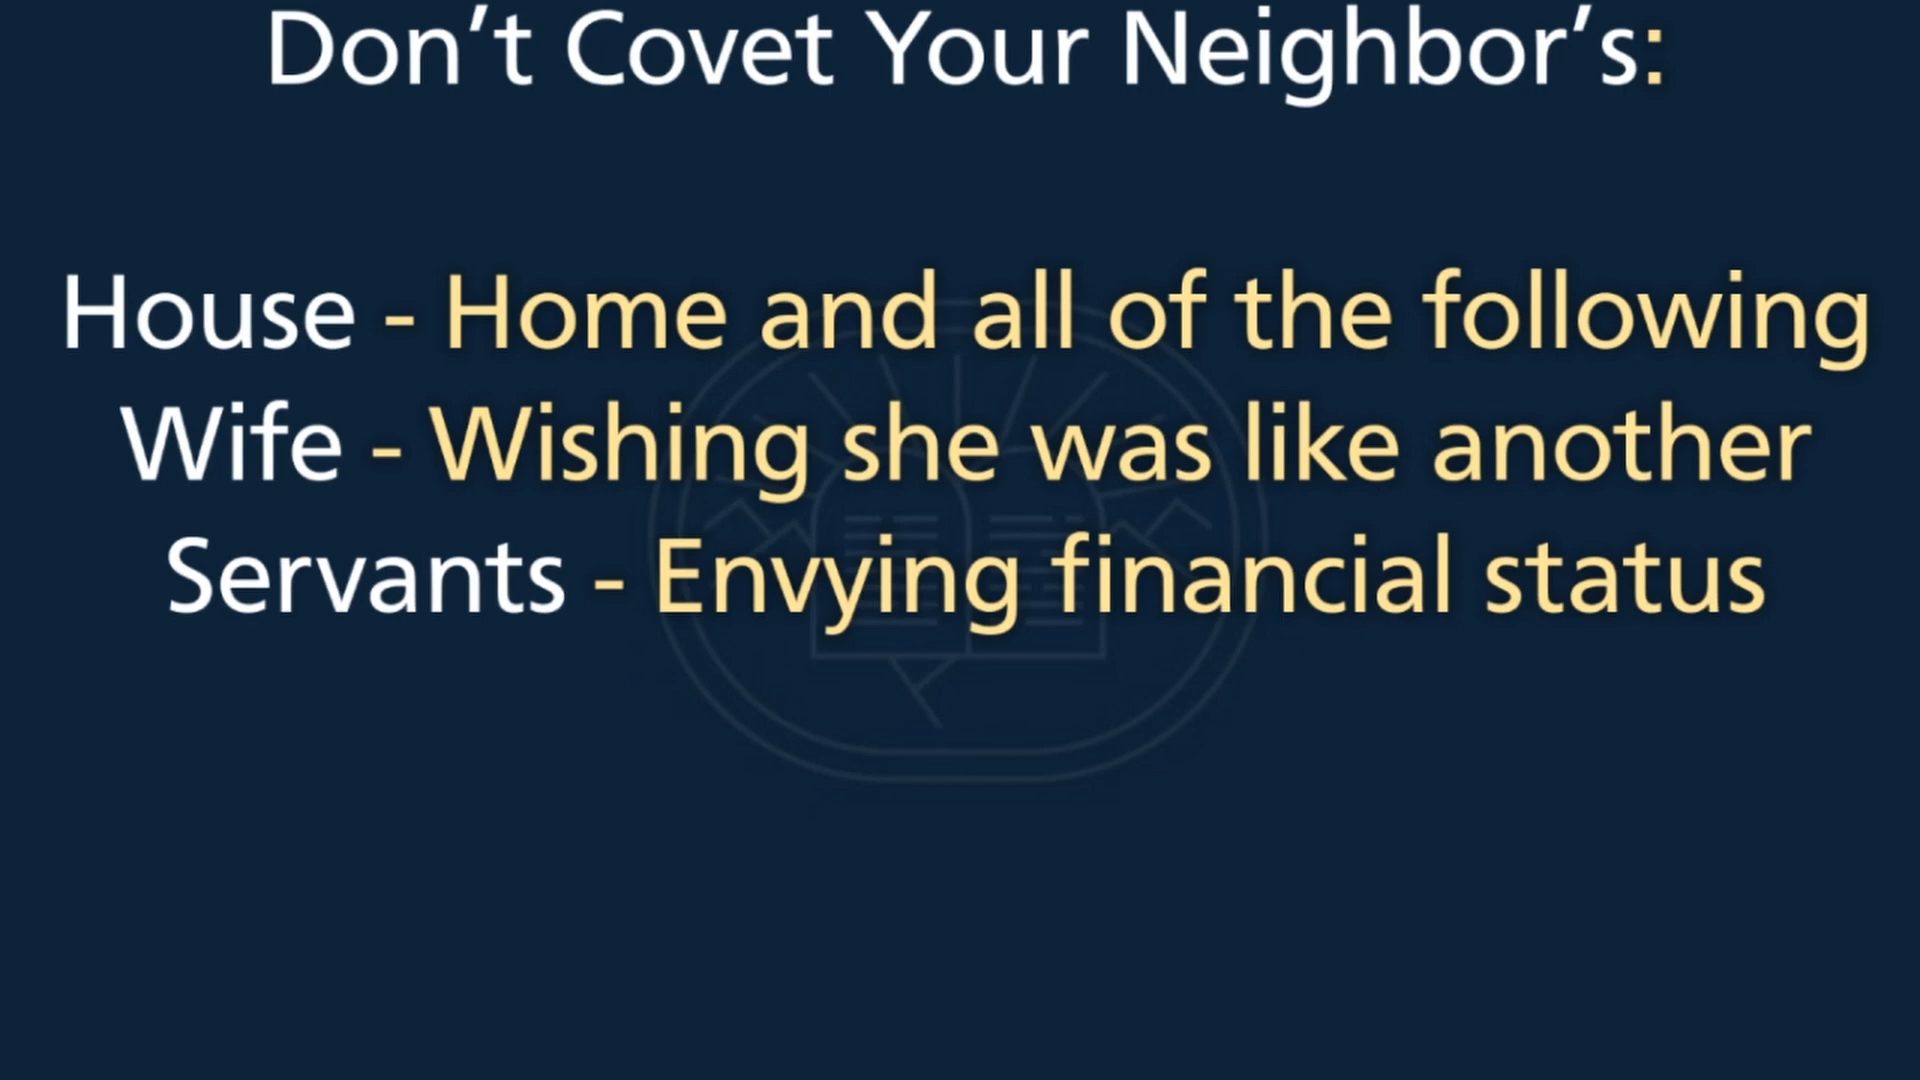 Don’t Covet Your Neighbor’s:
House - Home and all of the following
Wife - Wishing she was like another
Servants - Envying financial status